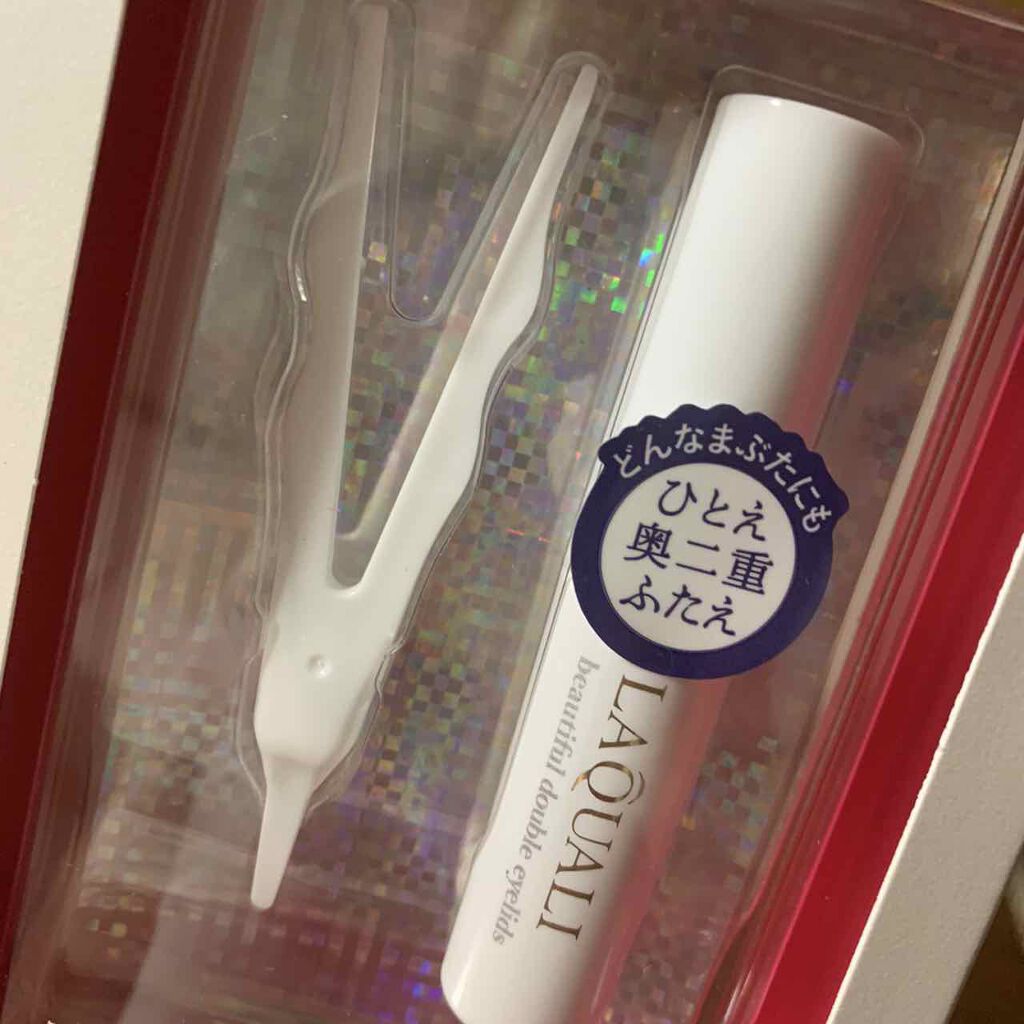 どんなまぶたにも
ひとえ
奥二重
ふたえ
LAQUALI
beautiful double eyelids